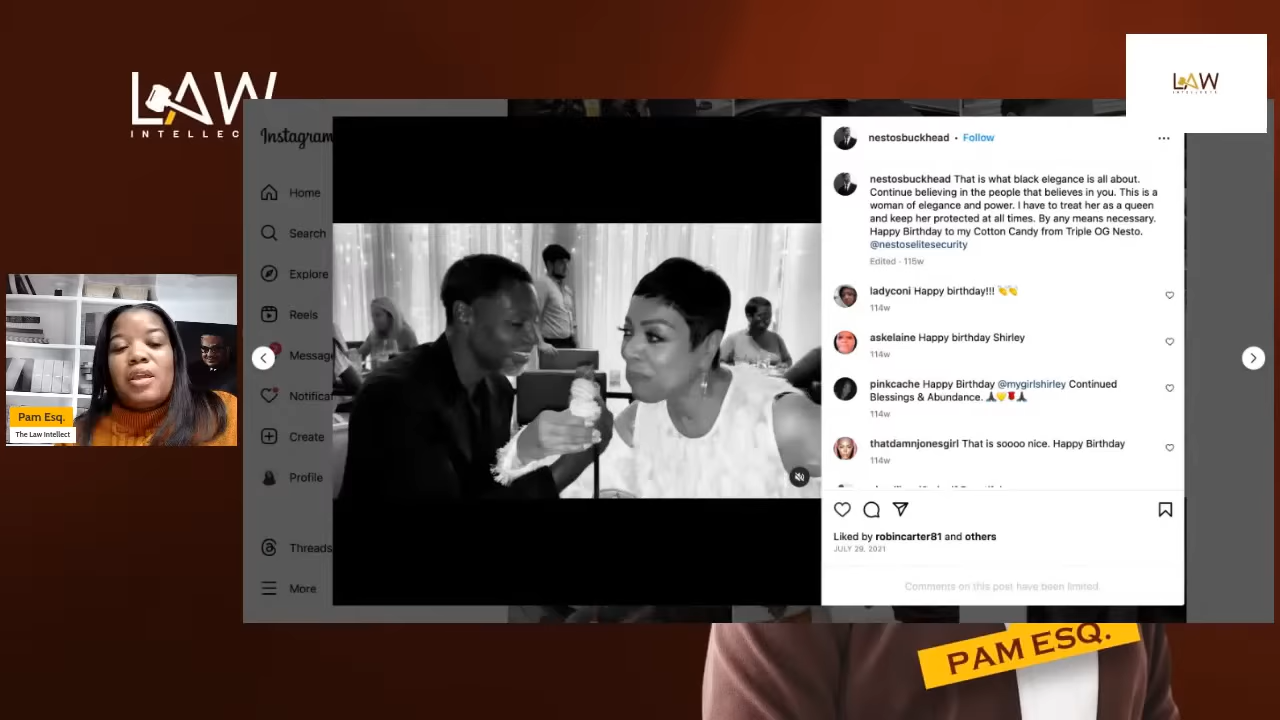 LAW
INTELLEC
LAW
INTELLECTS
Instagram
Home
Search
Explore
Reels
Messag
Notificat
Create
Profile
Threads
More
nestosbuckhead • Follow
nestosbuckhead That is what black elegance is all about.
Continue believing in the people that believes in you. This is a
woman of elegance and power. I have to treat her as a queen
and keep her protected at all times. By any means necessary.
Happy Birthday to my Cotton Candy from Triple OG Nesto.
@nestoselitesecurity
Edited · 115w
ladyconi Happy birthday!!! 👏👏
114w
askelaine Happy birthday Shirley
114w
pinkcache Happy Birthday @mygirlshirley Continued
Blessings & Abundance.
114w
thatdamnjonesgirl That is soooo nice. Happy Birthday
114w
Liked by robincarter81 and others
JULY 29, 2021
Comments on this post have been limited
Pam Esq.
The Law Intellect
PAM ESQ.